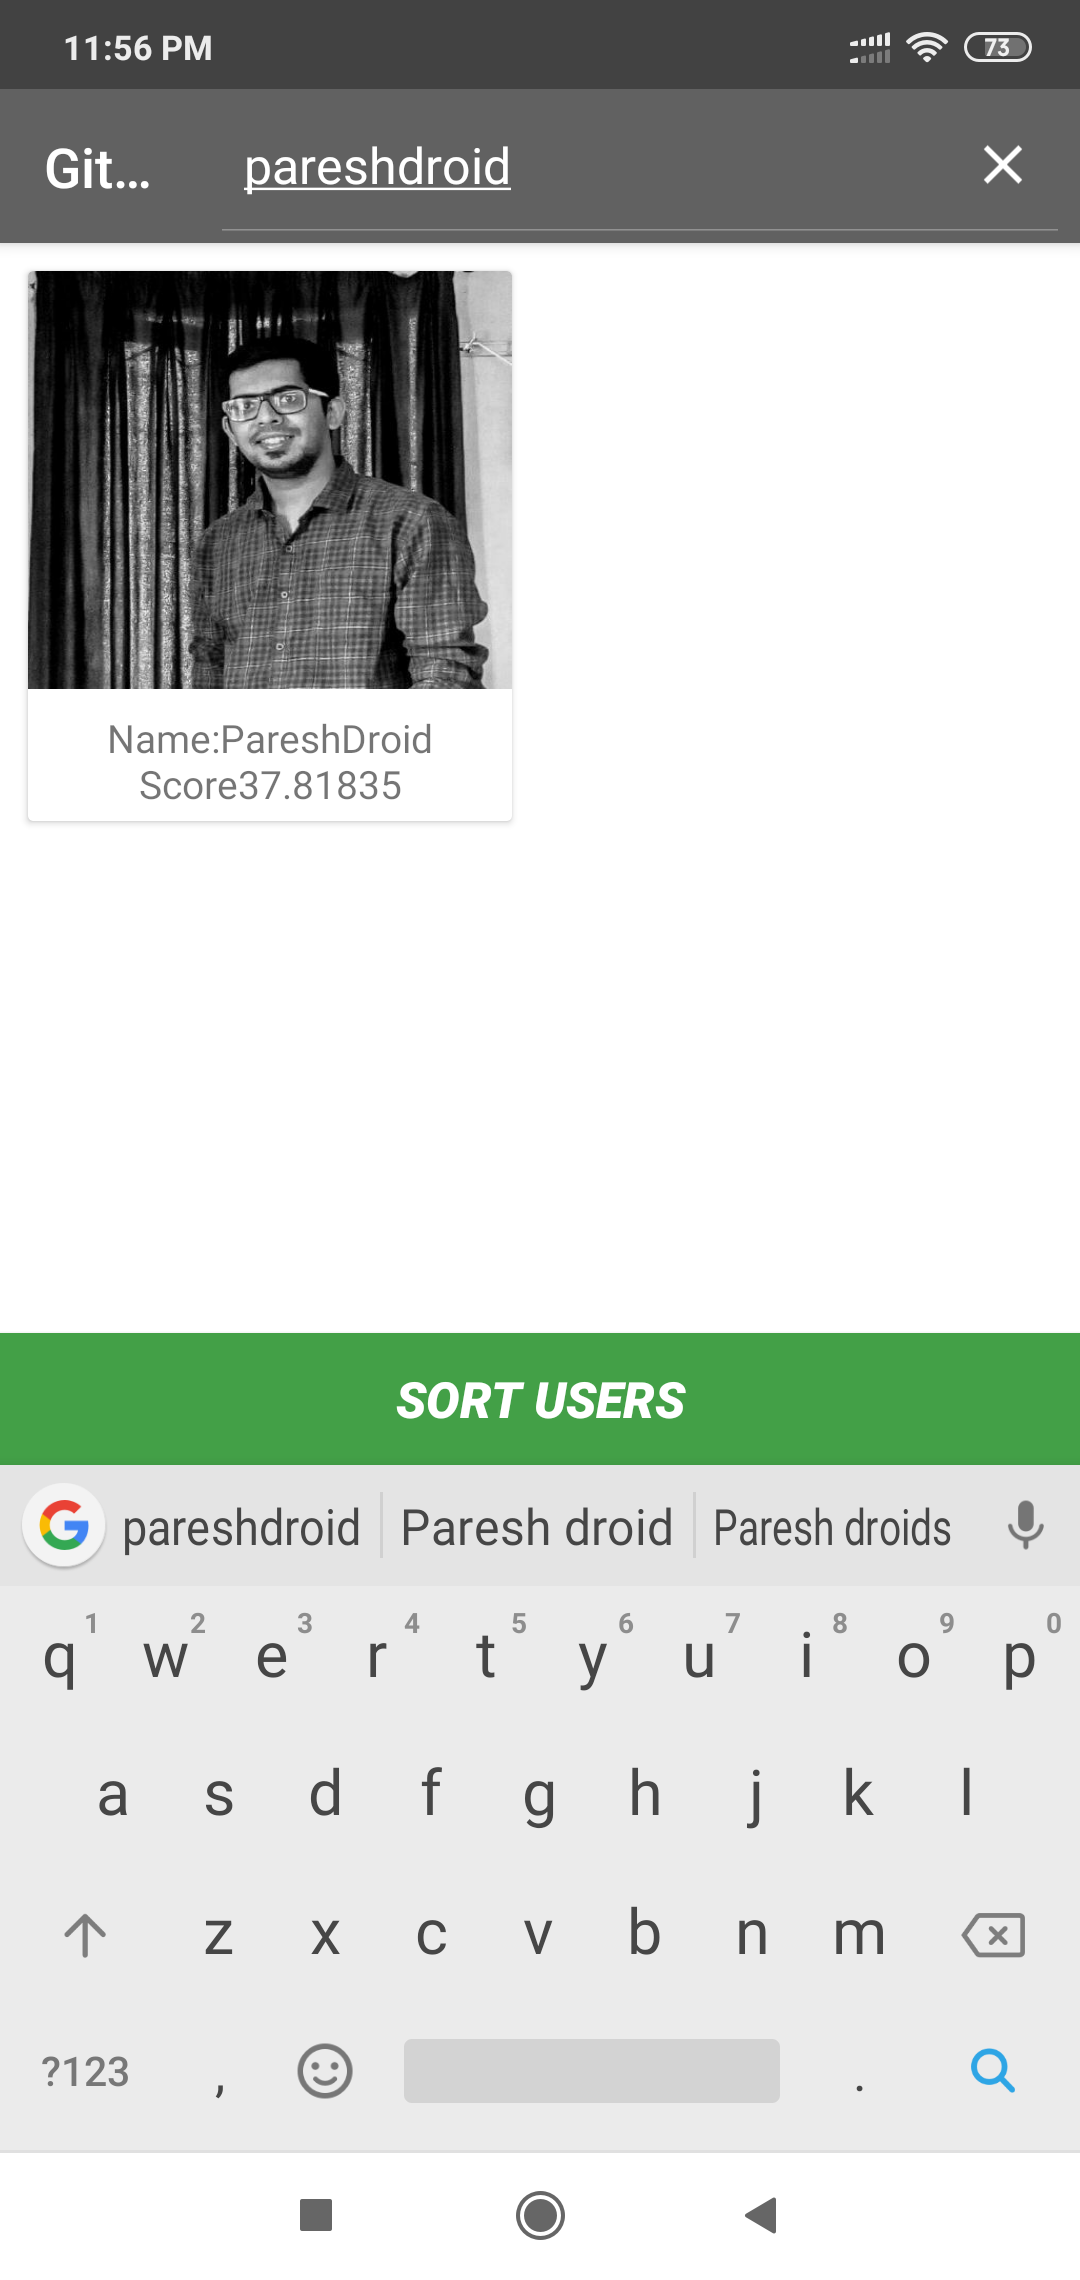 11:56 PM
73
Git...
pareshdroid
Name:PareshDroid
Score37.81835
SORT USERS
pareshdroid Paresh droid Paresh droids
1 2 3 4 5 6 7 8 9 0
q w e r t y u i o p
a s d f g h j k l
z x c v b n m
?123 , .